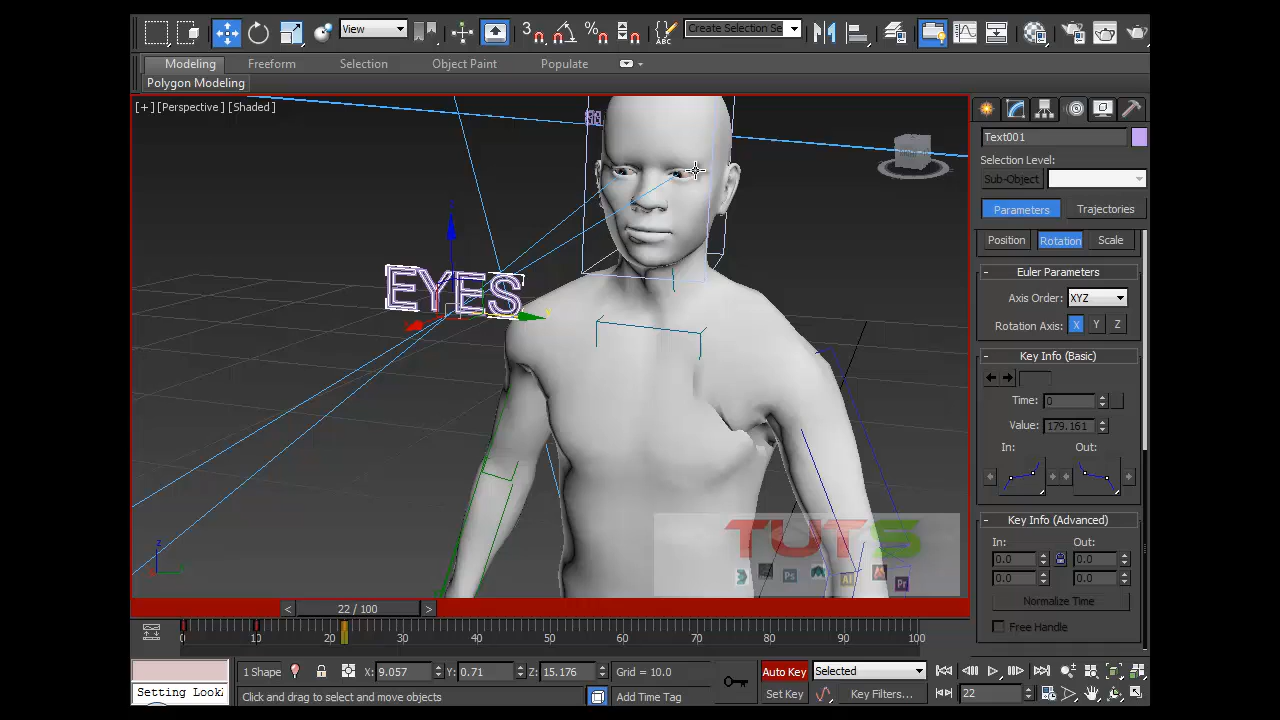 View
3
%
ABC
Create Selection Se
Modeling Freeform Selection Object Paint Populate
Polygon Modeling
[+] [Perspective] [Shaded]
EYES
z
TUTS
Ps
Ai
Pr
Text001
Selection Level:
Sub-Object
Parameters Trajectories
Position Rotation Scale
- Euler Parameters
Axis Order: XYZ
Rotation Axis: X Y Z
- Key Info (Basic)
Time: 0
Value: 179.161
In: Out:
- Key Info (Advanced)
In: Out:
0.0 0.0
0.0 0.0
Normalize Time
Free Handle
< 22 / 100 >
0 10 20 30 40 50 60 70 80 90 100
1 Shape X: 9.057 Y: 0.71 Z: 15.176 Grid = 10.0 Auto Key Selected
Setting Look Click and drag to select and move objects Add Time Tag Set Key Key Filters... 22